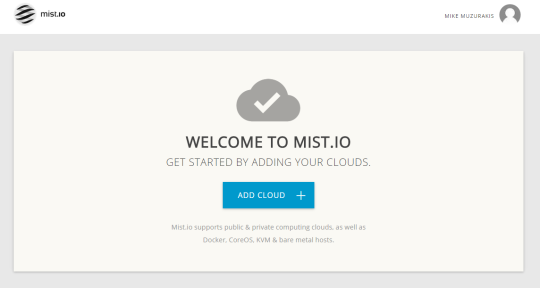 mist.io
MIKE MUZURAKIS
WELCOME TO MIST.IO
GET STARTED BY ADDING YOUR CLOUDS.
ADD CLOUD +
Mist.io supports public & private computing clouds, as well as
Docker, CoreOS, KVM & bare metal hosts.